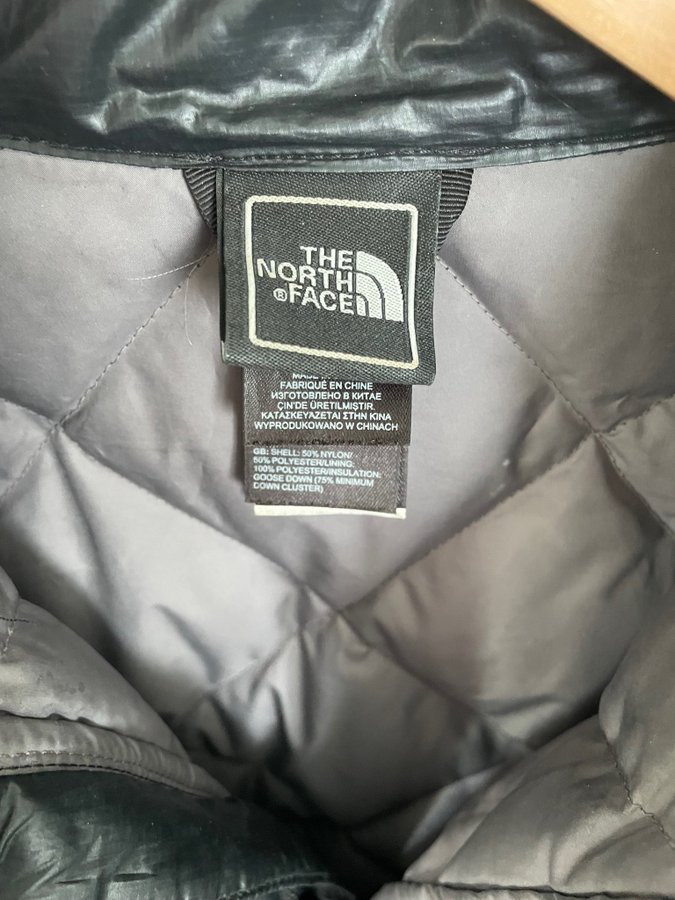 THE
NORTH
®FACE
FABRIQUÉ EN CHINE
ИЗГОТОВЛЕНО В КИТАЕ
ÇIN'DE ÜRETILMIŞTIR.
ΚΑΤΑΣΚΕΥΑΖΕΤΑΙ ΣΤΗΝ ΚΙΝΑ
WYPRODUKOWANO W CHINACH
GB: SHELL: 50% NYLON/
50% POLYESTER/LINING:
100% POLYESTER/INSULATION:
GOOSE DOWN (75% MINIMUM
DOWN CLUSTER)